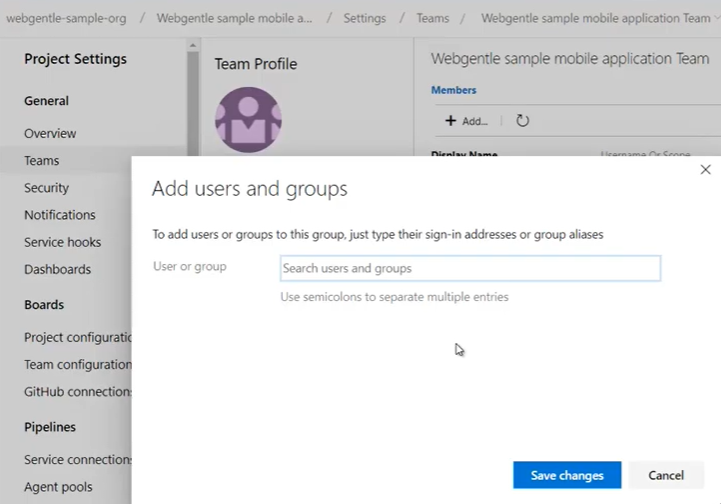 webgentle-sample-org / Webgentle sample mobile a... / Settings / Teams / Webgentle sample mobile application Team
Project Settings
General
Overview
Teams
Security
Notifications
Service hooks
Dashboards
Boards
Project configuratio
Team configuration
GitHub connections
Pipelines
Service connections
Agent pools
Team Profile
Webgentle sample mobile application Team
Members
+ Add...
Display Name Username Or Scope
Add users and groups
To add users or groups to this group, just type their sign-in addresses or group aliases
User or group
Search users and groups
Use semicolons to separate multiple entries
Save changes
Cancel